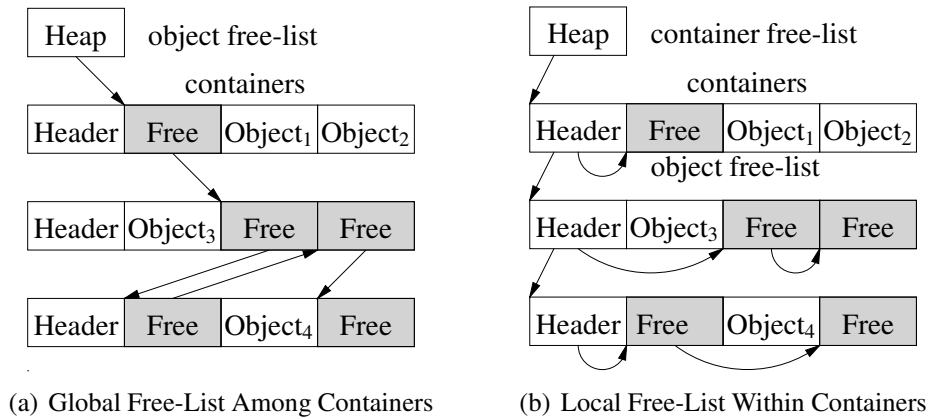 Heap object free-list
containers
Header Free Object₁ Object₂
Header Object₃ Free Free
Header Free Object₄ Free
(a) Global Free-List Among Containers
Heap container free-list
containers
Header Free Object₁ Object₂
object free-list
Header Object₃ Free Free
Header Free Object₄ Free
(b) Local Free-List Within Containers